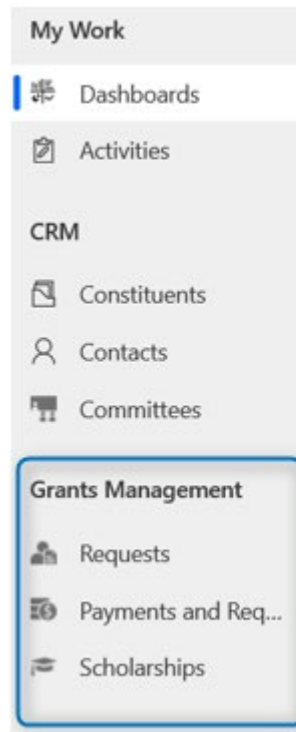 My Work
Dashboards
Activities
CRM
Constituents
Contacts
Committees
Grants Management
Requests
Payments and Req...
Scholarships